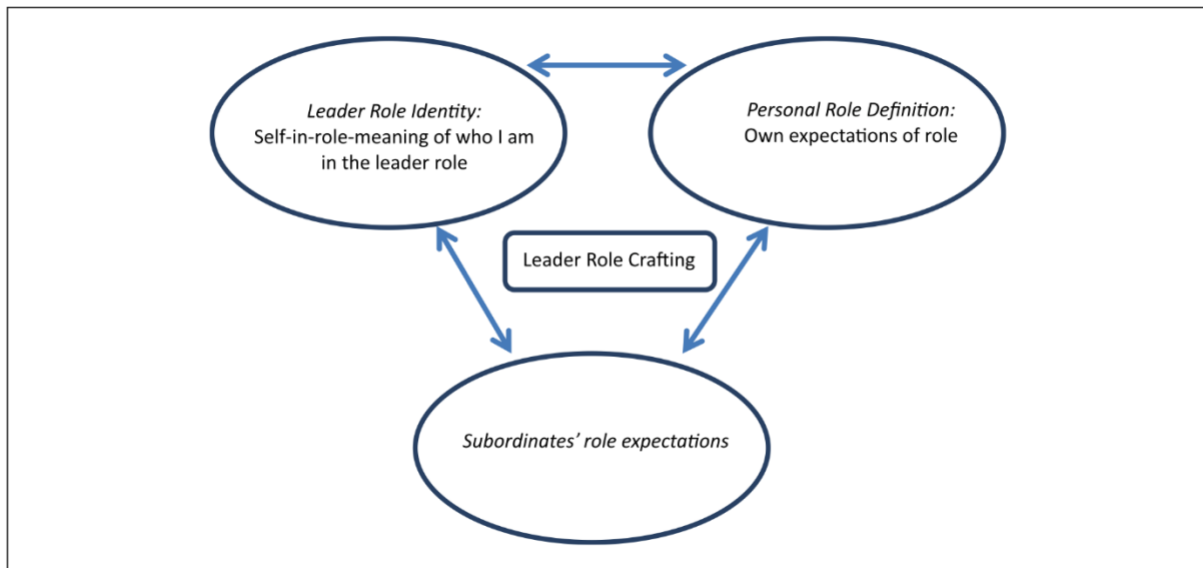 Leader Role Identity:
Self-in-role-meaning of who I am
in the leader role
Personal Role Definition:
Own expectations of role
Leader Role Crafting
Subordinates’ role expectations